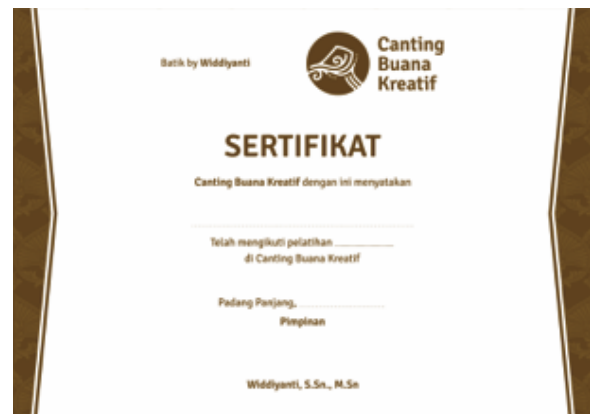 Batik by Widdiyanti
Canting
Buana
Kreatif
SERTIFIKAT
Canting Buana Kreatif dengan ini menyatakan
Telah mengikuti pelatihan
di Canting Buana Kreatif
Padang Panjang,
Pimpinan
Widdiyanti, S.Sn., M.Sn